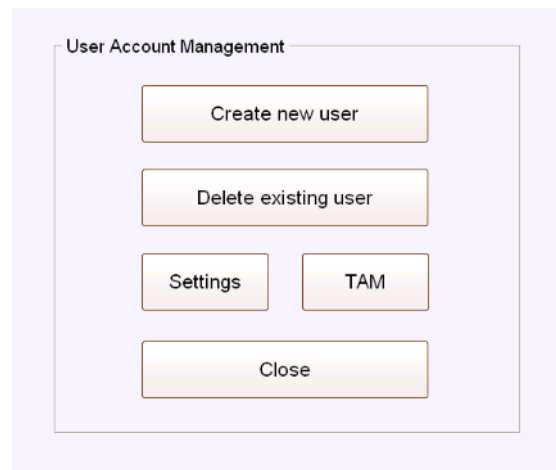 User Account Management
Create new user
Delete existing user
Settings TAM
Close